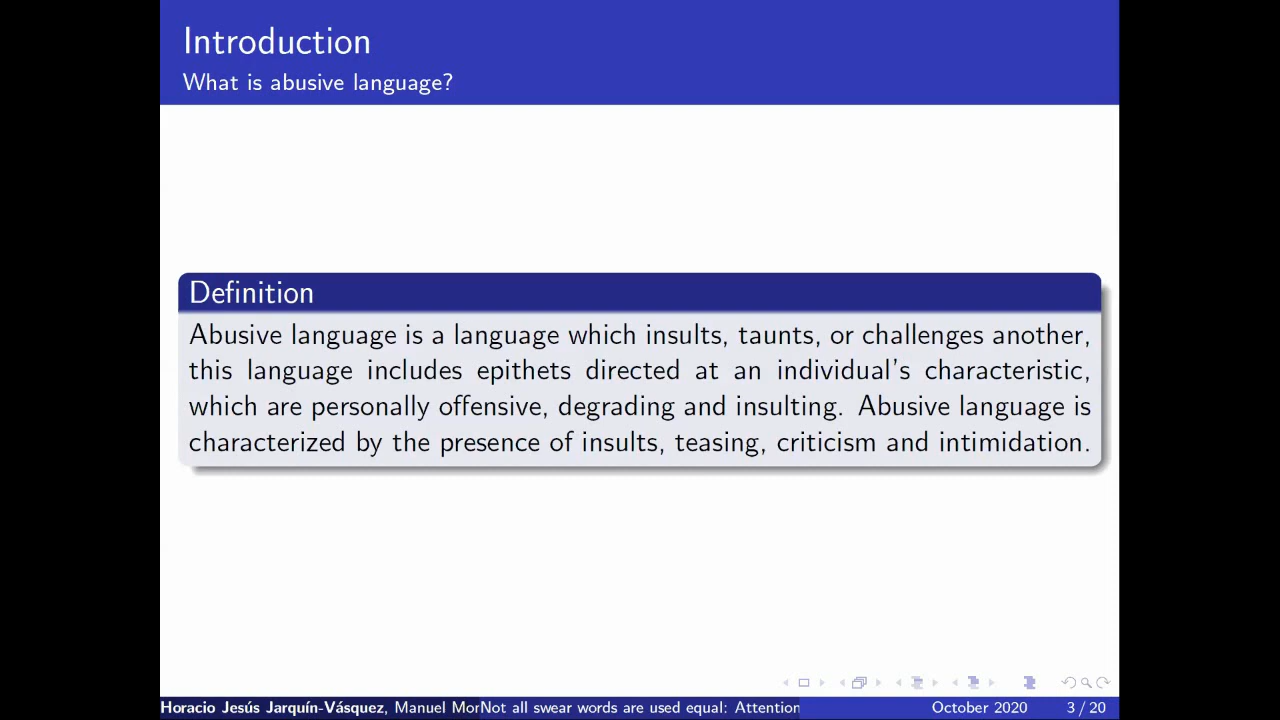 Introduction
What is abusive language?
Definition
Abusive language is a language which insults, taunts, or challenges another,
this language includes epithets directed at an individual's characteristic,
which are personally offensive, degrading and insulting. Abusive language is
characterized by the presence of insults, teasing, criticism and intimidation.
Horacio Jesús Jarquín-Vásquez, Manuel Mor
Not all swear words are used equal: Attention
October 2020
3 / 20